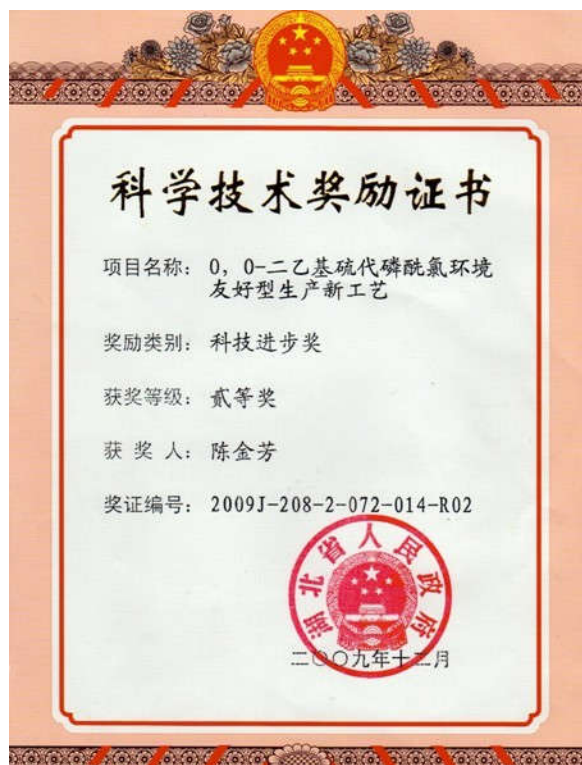 科学技术奖励证书
项目名称: 0, 0-二乙基硫代磷酰氯环境
友好型生产新工艺
奖励类别: 科技进步奖
获奖等级: 贰等奖
获 奖 人: 陈金芳
奖证编号: 2009J-208-2-072-014-R02
湖北省人民政府
二〇〇九年十二月